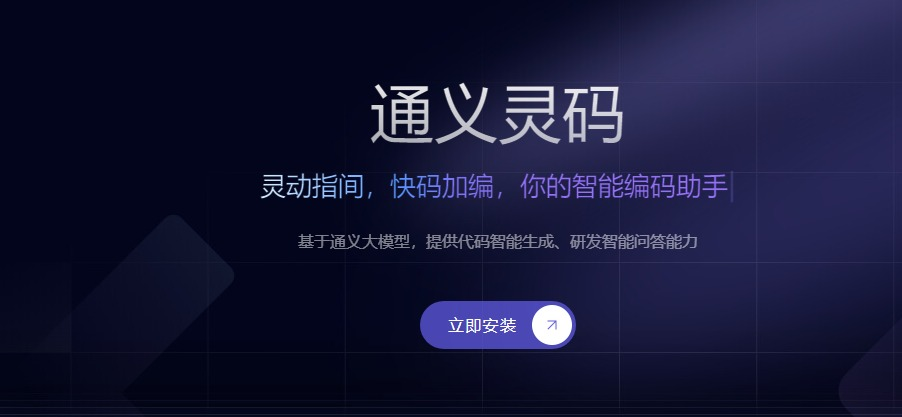 通义灵码
灵动指间，快码加编，你的智能编码助手
基于通义大模型，提供代码智能生成、研发智能问答能力
立即安装